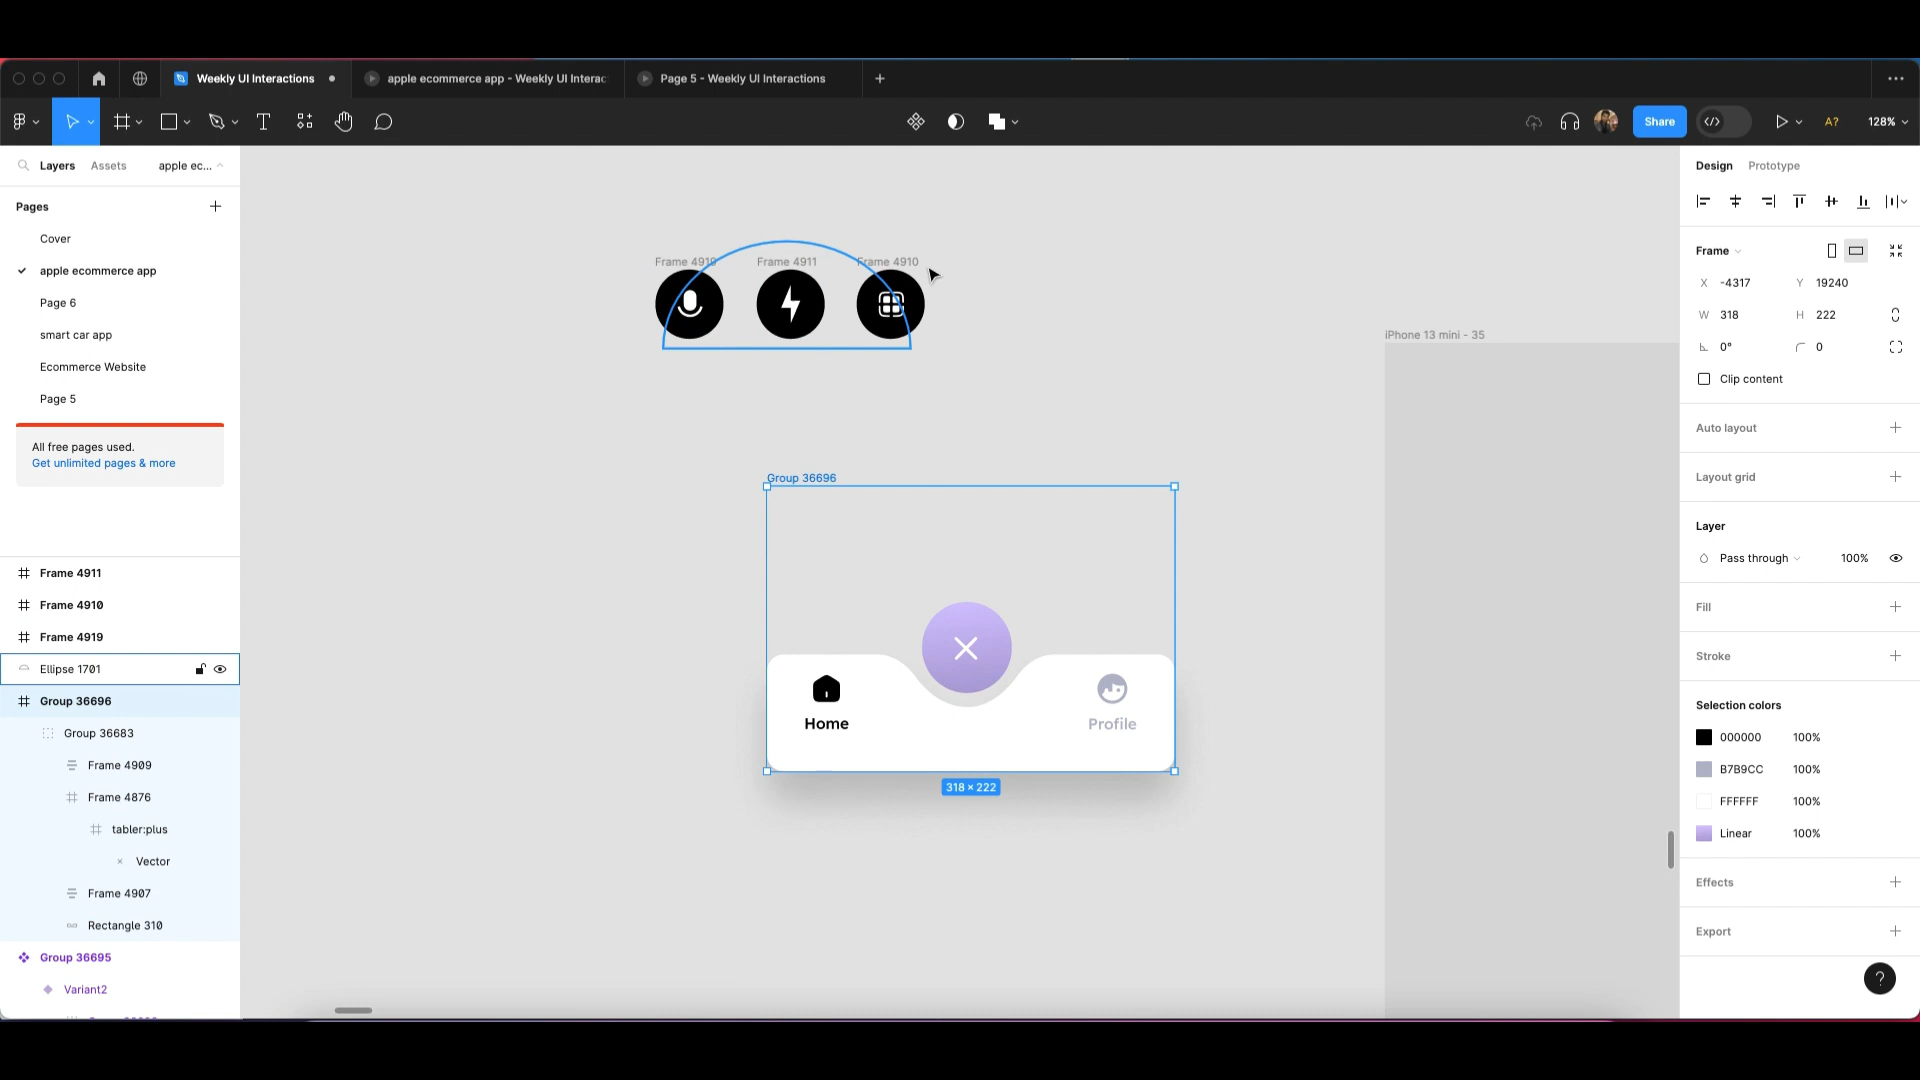 Weekly UI Interactions
apple ecommerce app - Weekly UI Interac
Page 5 - Weekly UI Interactions
Share
A?
128%
Layers
Assets
apple ec...
Pages
Cover
apple ecommerce app
Page 6
smart car app
Ecommerce Website
Page 5
All free pages used.
Get unlimited pages & more
Frame 4911
Frame 4910
Frame 4919
Ellipse 1701
Group 36696
Group 36683
Frame 4909
Frame 4876
tabler:plus
Vector
Frame 4907
Rectangle 310
Group 36695
Variant2
Frame 4919
Frame 4911
Frame 4910
iPhone 13 mini - 35
Group 36696
Home
Profile
318 × 222
Design
Prototype
Frame
X -4317 Y 19240
W 318 H 222
0° 0
Clip content
Auto layout
Layout grid
Layer
Pass through 100%
Fill
Stroke
Selection colors
000000 100%
B7B9CC 100%
FFFFFF 100%
Linear 100%
Effects
Export
?